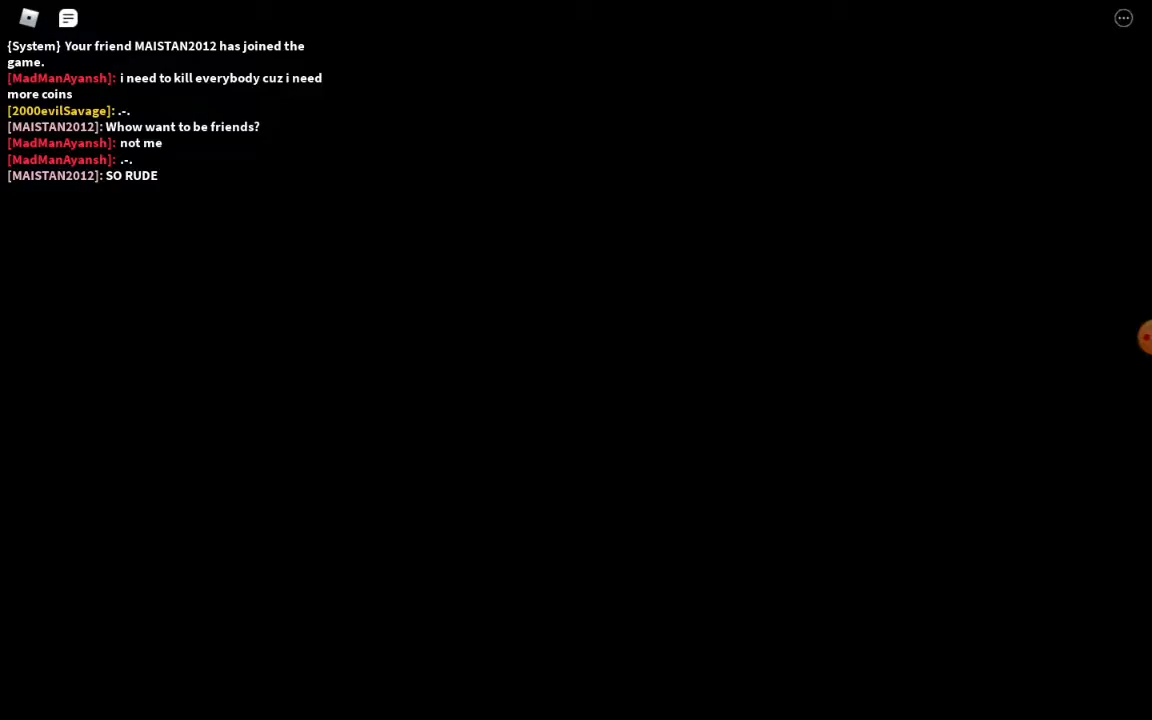 {System} Your friend MAISTAN2012 has joined the
game.
[MadManAyansh]: i need to kill everybody cuz i need
more coins
[2000evilSavage]: .-.
[MAISTAN2012]: Whow want to be friends?
[MadManAyansh]: not me
[MadManAyansh]: .-.
[MAISTAN2012]: SO RUDE